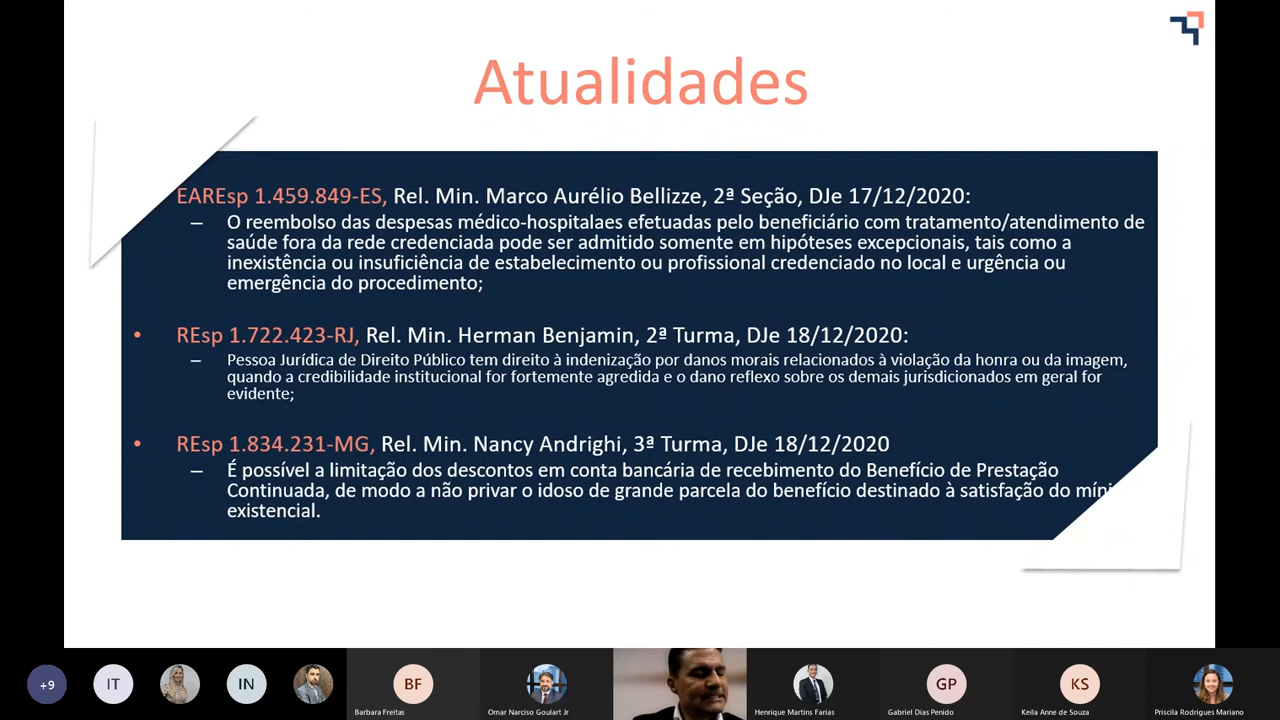 Atualidades
EAREsp 1.459.849-ES, Rel. Min. Marco Aurélio Bellizze, 2ª Seção, DJe 17/12/2020:
– O reembolso das despesas médico-hospitalaes efetuadas pelo beneficiário com tratamento/atendimento de
saúde fora da rede credenciada pode ser admitido somente em hipóteses excepcionais, tais como a
inexistência ou insuficiência de estabelecimento ou profissional credenciado no local e urgência ou
emergência do procedimento;
• REsp 1.722.423-RJ, Rel. Min. Herman Benjamin, 2ª Turma, DJe 18/12/2020:
– Pessoa Jurídica de Direito Público tem direito à indenização por danos morais relacionados à violação da honra ou da imagem,
quando a credibilidade institucional for fortemente agredida e o dano reflexo sobre os demais jurisdicionados em geral for
evidente;
• REsp 1.834.231-MG, Rel. Min. Nancy Andrighi, 3ª Turma, DJe 18/12/2020
– É possível a limitação dos descontos em conta bancária de recebimento do Benefício de Prestação
Continuada, de modo a não privar o idoso de grande parcela do benefício destinado à satisfação do míni
existencial.
+9 IT IN BF GP KS
Barbara Freitas Omar Narciso Goulart Jr Henrique Martins Farias Gabriel Dias Penido Keila Anne de Souza Priscila Rodrigues Mariano